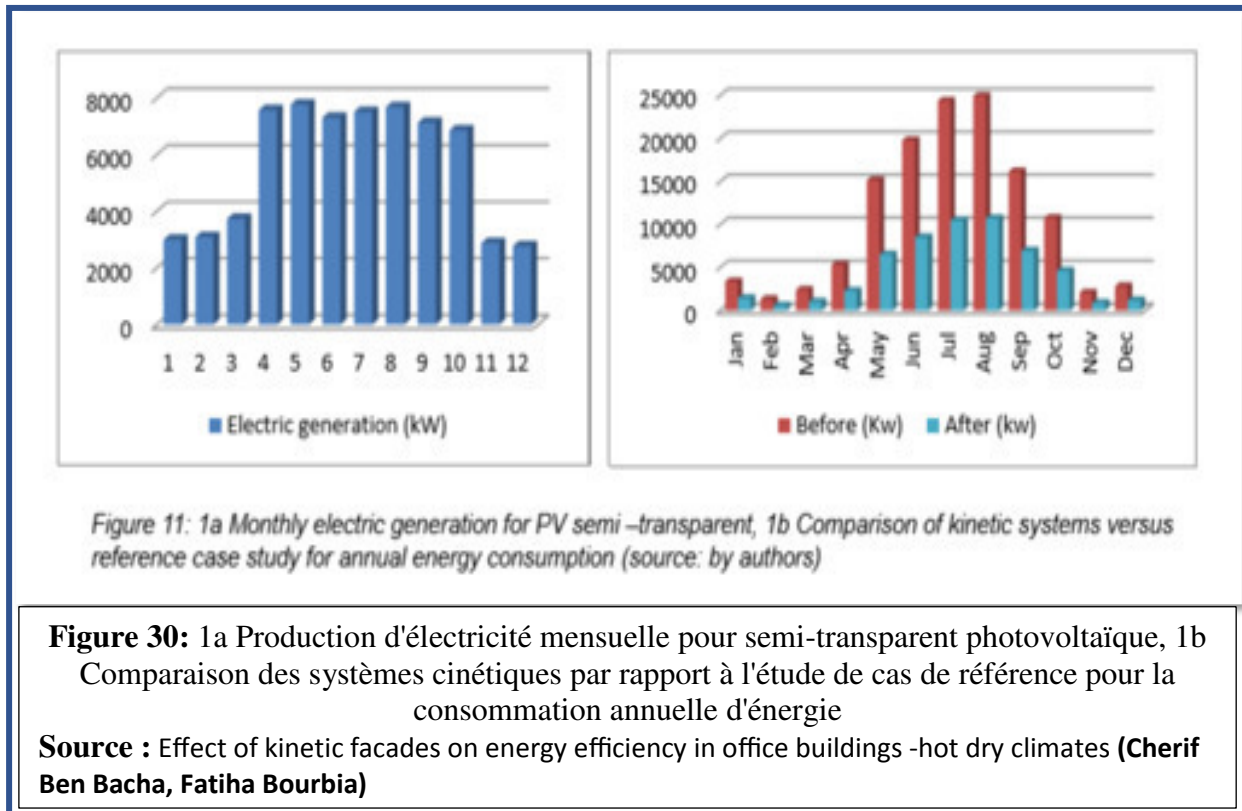 8000
6000
4000
2000
0
1 2 3 4 5 6 7 8 9 10 11 12
Electric generation (kW)
25000
20000
15000
10000
5000
0
Jan Feb Mar Apr May Jun Jul Aug Sep Oct Nov Dec
Before (Kw) After (kw)
Figure 11: 1a Monthly electric generation for PV semi –transparent, 1b Comparison of kinetic systems versus
reference case study for annual energy consumption (source: by authors)
Figure 30: 1a Production d'électricité mensuelle pour semi-transparent photovoltaïque, 1b
Comparaison des systèmes cinétiques par rapport à l'étude de cas de référence pour la
consommation annuelle d'énergie
Source : Effect of kinetic facades on energy efficiency in office buildings -hot dry climates (Cherif
Ben Bacha, Fatiha Bourbia)